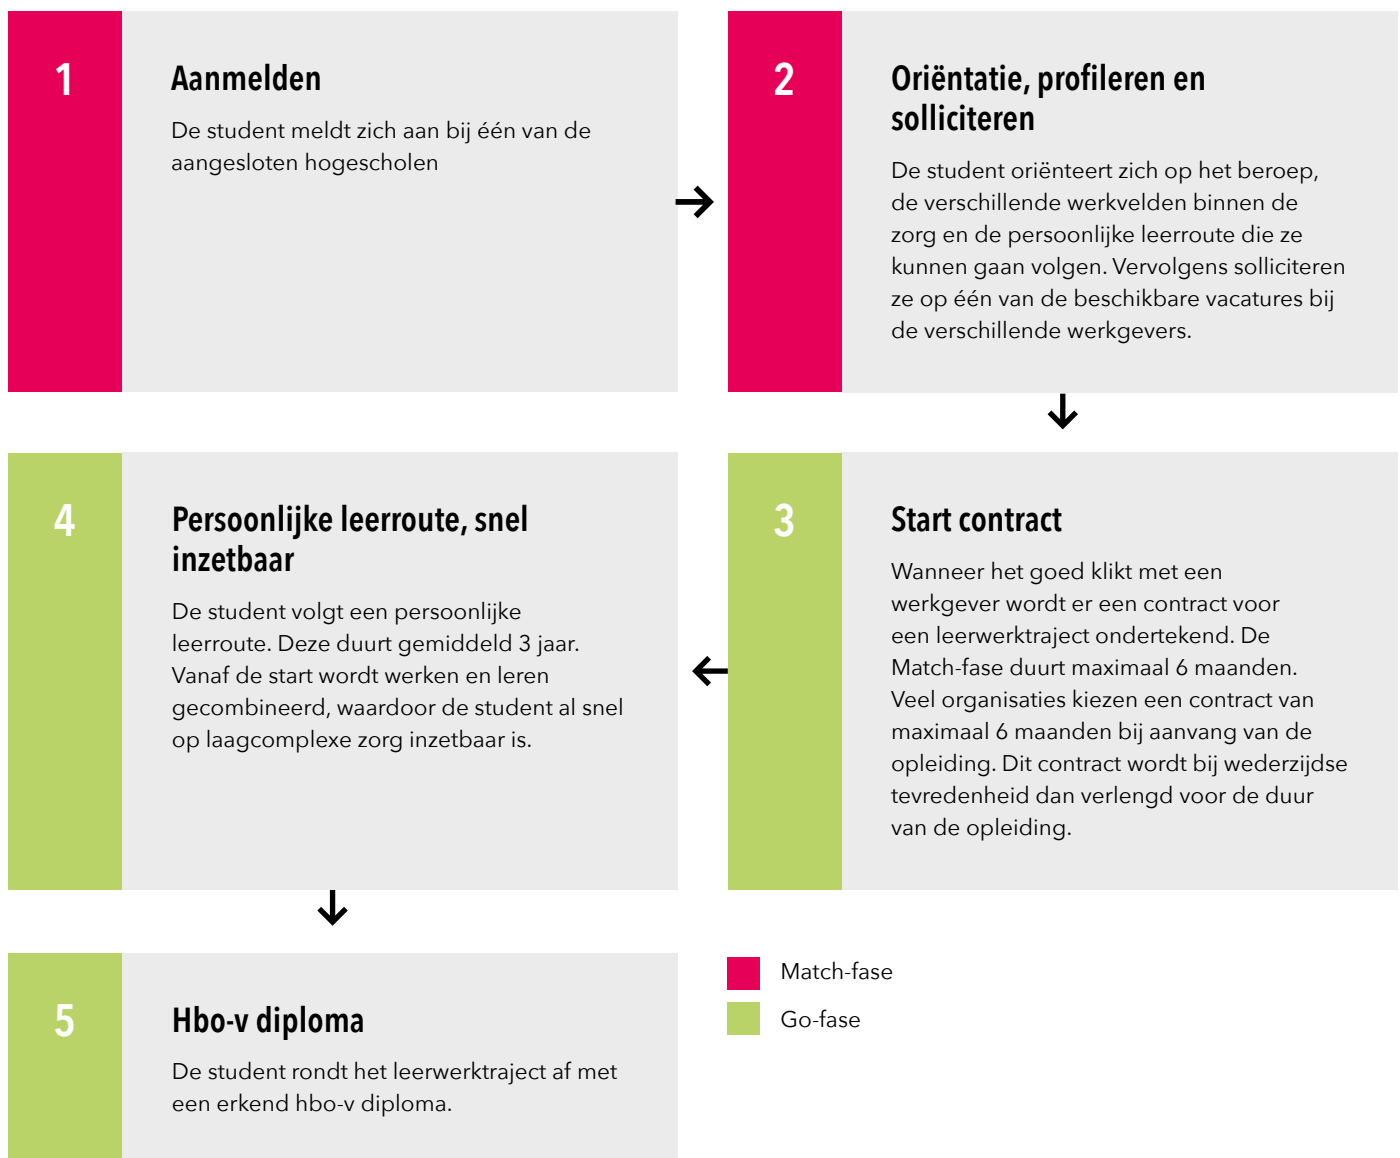 1
Aanmelden
De student meldt zich aan bij één van de
aangesloten hogescholen
2
Oriëntatie, profileren en
solliciteren
De student oriënteert zich op het beroep,
de verschillende werkvelden binnen de
zorg en de persoonlijke leerroute die ze
kunnen gaan volgen. Vervolgens solliciteren
ze op één van de beschikbare vacatures bij
de verschillende werkgevers.
3
Start contract
Wanneer het goed klikt met een
werkgever wordt er een contract voor
een leerwerktraject ondertekend. De
Match-fase duurt maximaal 6 maanden.
Veel organisaties kiezen een contract van
maximaal 6 maanden bij aanvang van de
opleiding. Dit contract wordt bij wederzijdse
tevredenheid dan verlengd voor de duur
van de opleiding.
4
Persoonlijke leerroute, snel
inzetbaar
De student volgt een persoonlijke
leerroute. Deze duurt gemiddeld 3 jaar.
Vanaf de start wordt werken en leren
gecombineerd, waardoor de student al snel
op laagcomplexe zorg inzetbaar is.
5
Hbo-v diploma
De student rondt het leerwerktraject af met
een erkend hbo-v diploma.
Match-fase
Go-fase